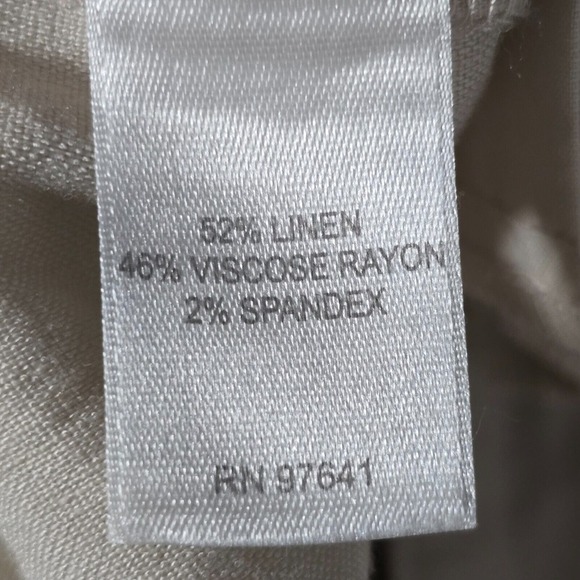 52% LINEN
46% VISCOSE RAYON
2% SPANDEX
RN 97641